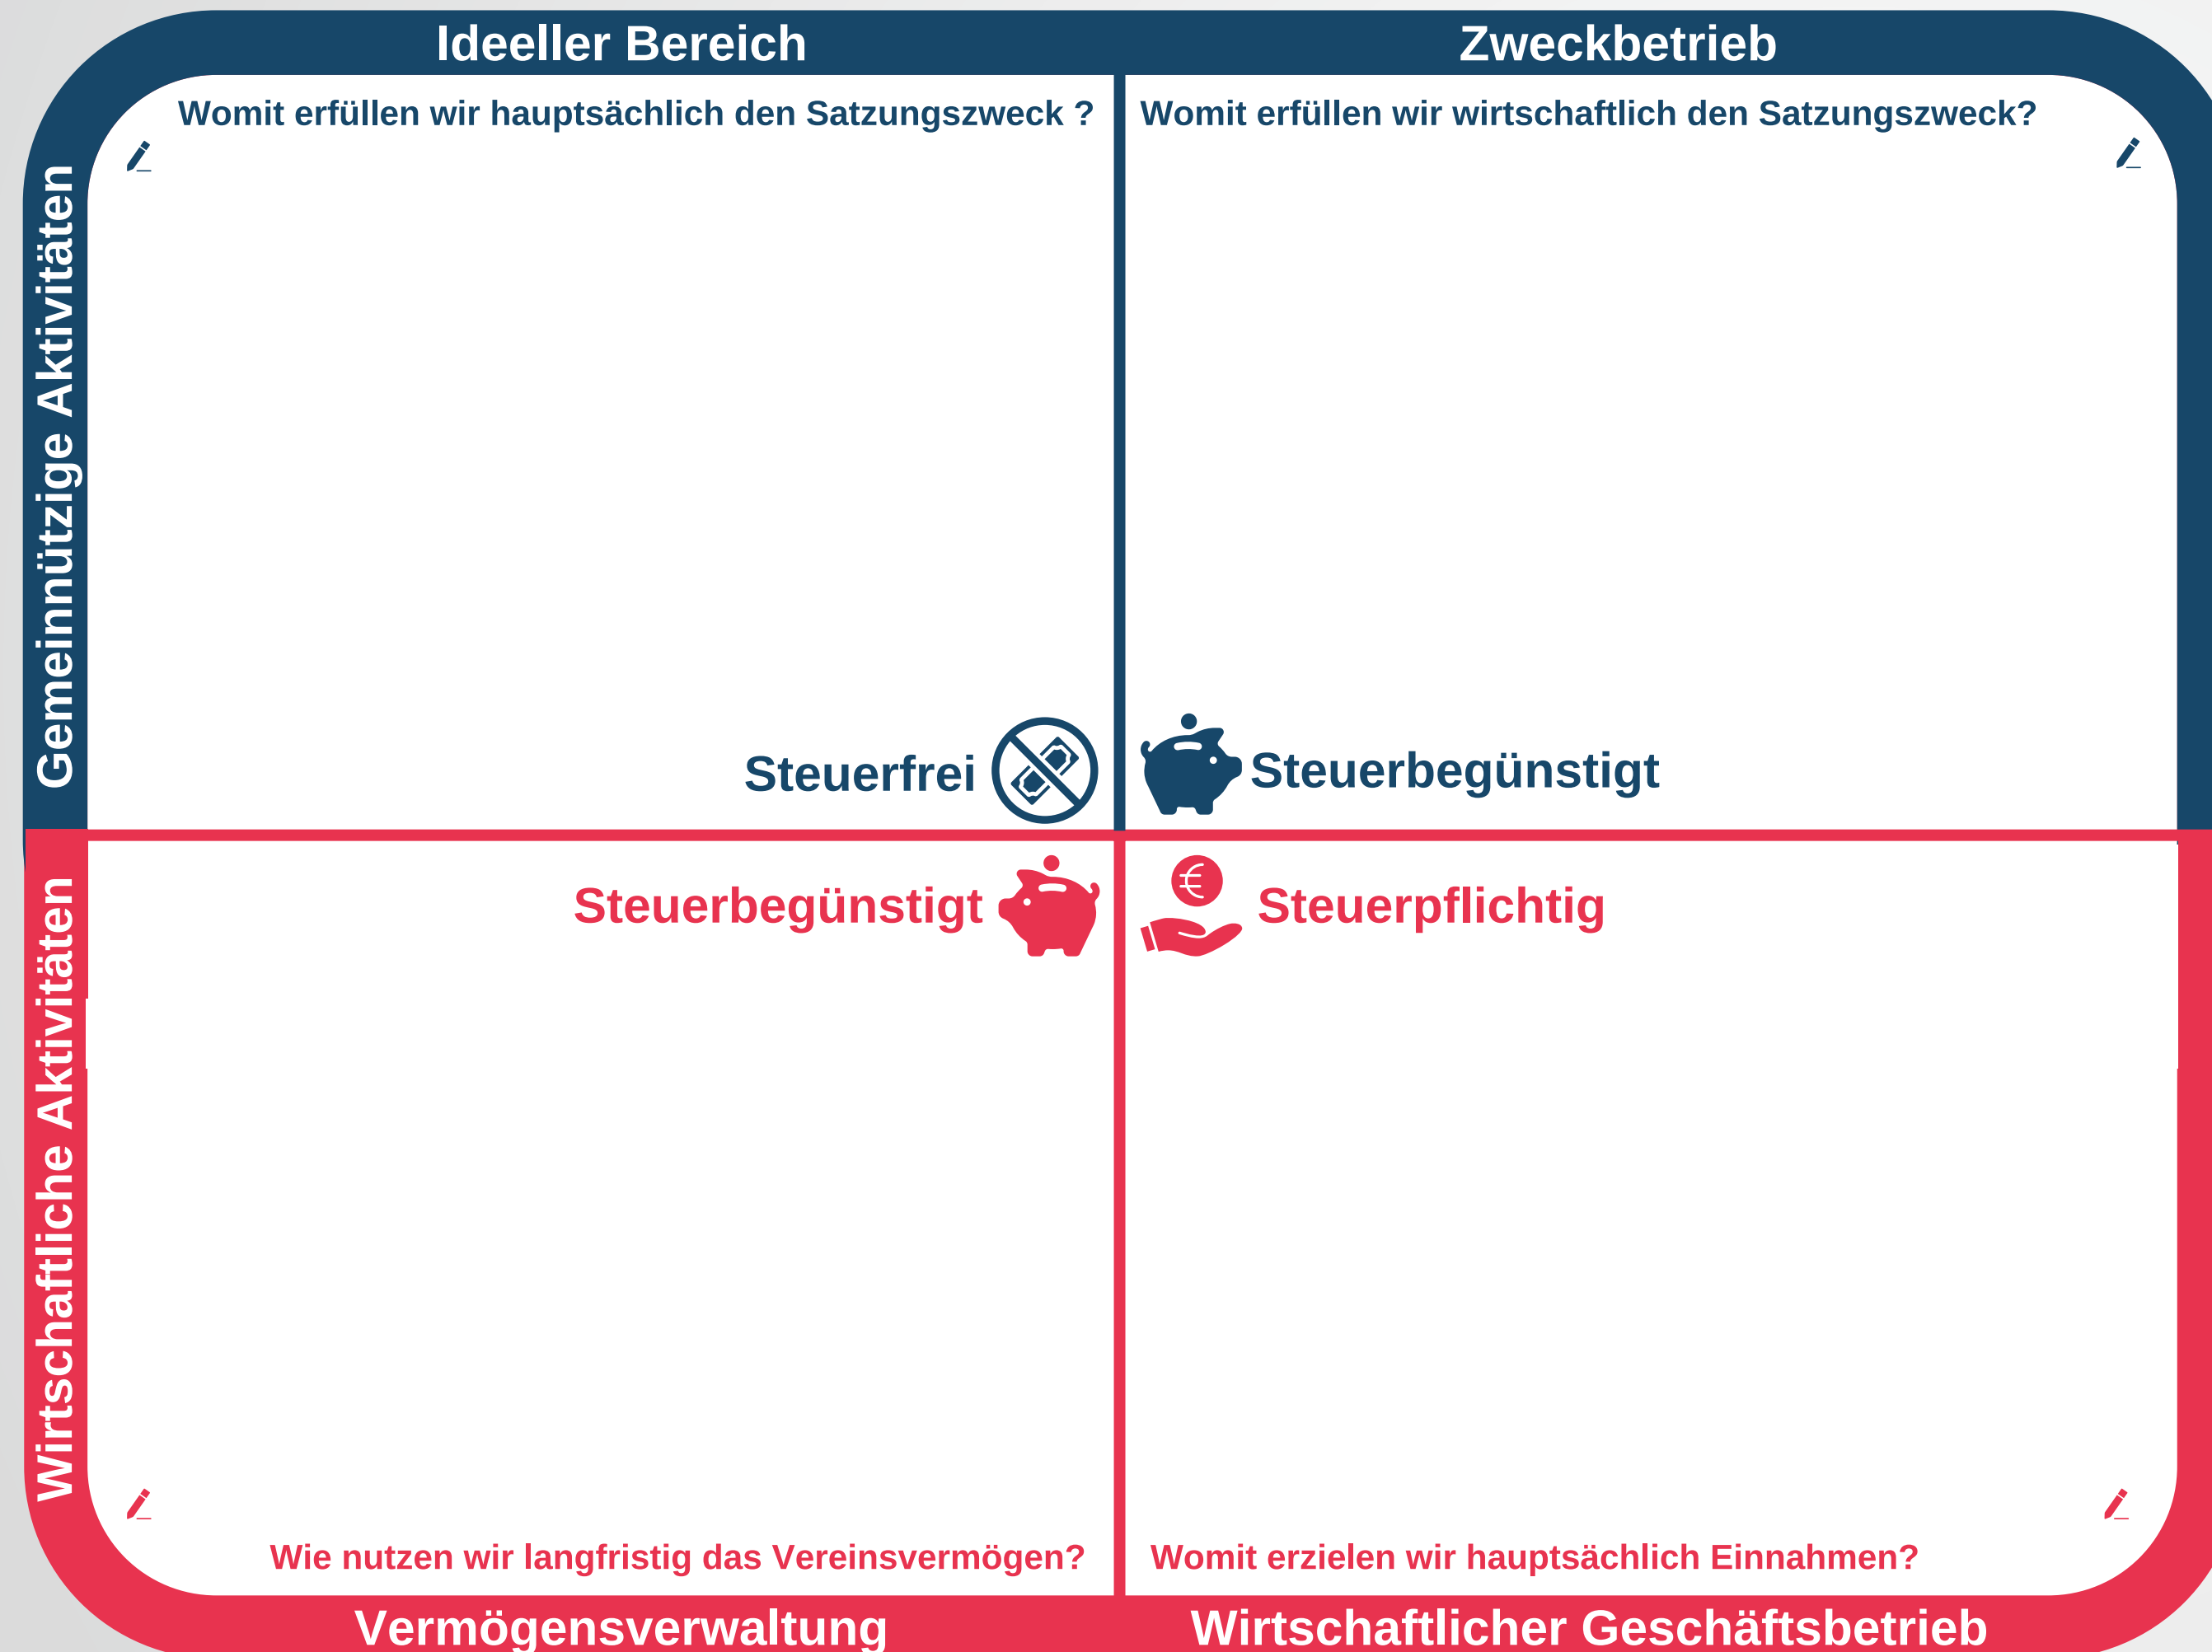 Ideeller Bereich
Zweckbetrieb
Womit erfüllen wir hauptsächlich den Satzungszweck ?
Womit erfüllen wir wirtschaftlich den Satzungszweck?
Gemeinnützige Aktivitäten
Steuerfrei
Steuerbegünstigt
Steuerbegünstigt
Steuerpflichtig
Wirtschaftliche Aktivitäten
Wie nutzen wir langfristig das Vereinsvermögen?
Womit erzielen wir hauptsächlich Einnahmen?
Vermögensverwaltung
Wirtschaftlicher Geschäftsbetrieb